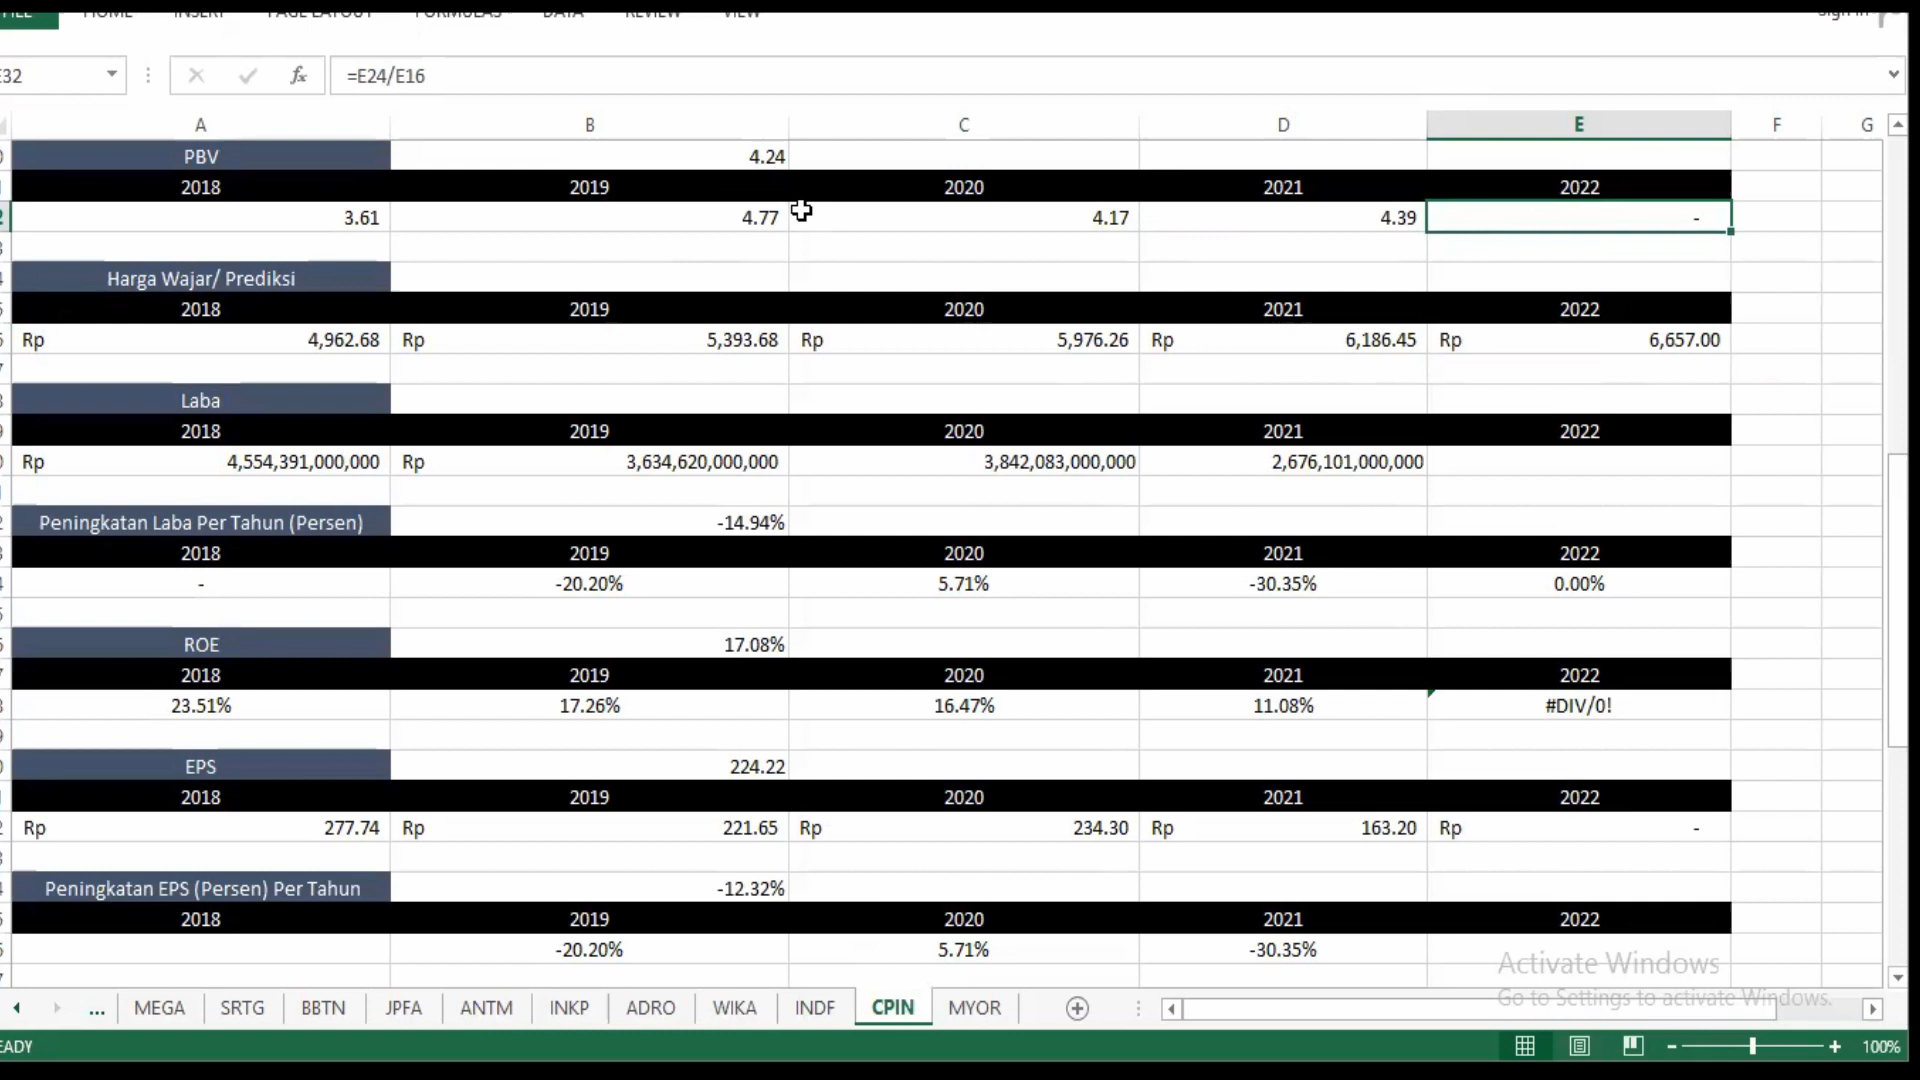 FILE HOME INSERT PAGE LAYOUT FORMULAS DATA REVIEW VIEW Sign in
E32 fx =E24/E16
A B C D E F G
PBV 4.24
2018 2019 2020 2021 2022
3.61 4.77 4.17 4.39 -
Harga Wajar/ Prediksi
2018 2019 2020 2021 2022
Rp 4,962.68 Rp 5,393.68 Rp 5,976.26 Rp 6,186.45 Rp 6,657.00
Laba
2018 2019 2020 2021 2022
Rp 4,554,391,000,000 Rp 3,634,620,000,000 3,842,083,000,000 2,676,101,000,000
Peningkatan Laba Per Tahun (Persen) -14.94%
2018 2019 2020 2021 2022
- -20.20% 5.71% -30.35% 0.00%
ROE 17.08%
2018 2019 2020 2021 2022
23.51% 17.26% 16.47% 11.08% #DIV/0!
EPS 224.22
2018 2019 2020 2021 2022
Rp 277.74 Rp 221.65 Rp 234.30 Rp 163.20 Rp -
Peningkatan EPS (Persen) Per Tahun -12.32%
2018 2019 2020 2021 2022
-20.20% 5.71% -30.35%
Activate Windows
Go to Settings to activate Windows.
... MEGA SRTG BBTN JPFA ANTM INKP ADRO WIKA INDF CPIN MYOR
EADY 100%